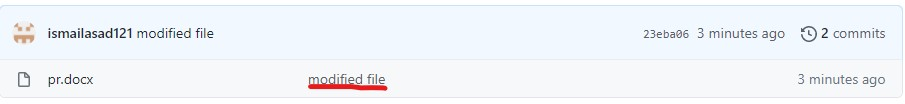 ismailasad121 modified file 23eba06 3 minutes ago 2 commits
pr.docx modified file 3 minutes ago